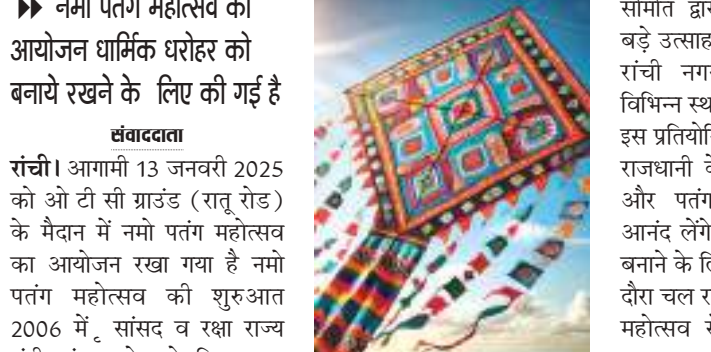 ▶▶ नमो पतंग महोत्सव का
आयोजन धार्मिक धरोहर को
बनाये रखने के लिए की गई है
संवाददाता
रांची। आगामी 13 जनवरी 2025
को ओ टी सी ग्राउंड (रातू रोड)
के मैदान में नमो पतंग महोत्सव
का आयोजन रखा गया है नमो
पतंग महोत्सव की शुरुआत
2006 में ृ सांसद व रक्षा राज्य
समिति
बड़े उत्साह
रांची
विभिन्न
इस
राजधानी
और पतंग
आनंद लेंगे
बनाने के
दौरा चल
महोत्सव